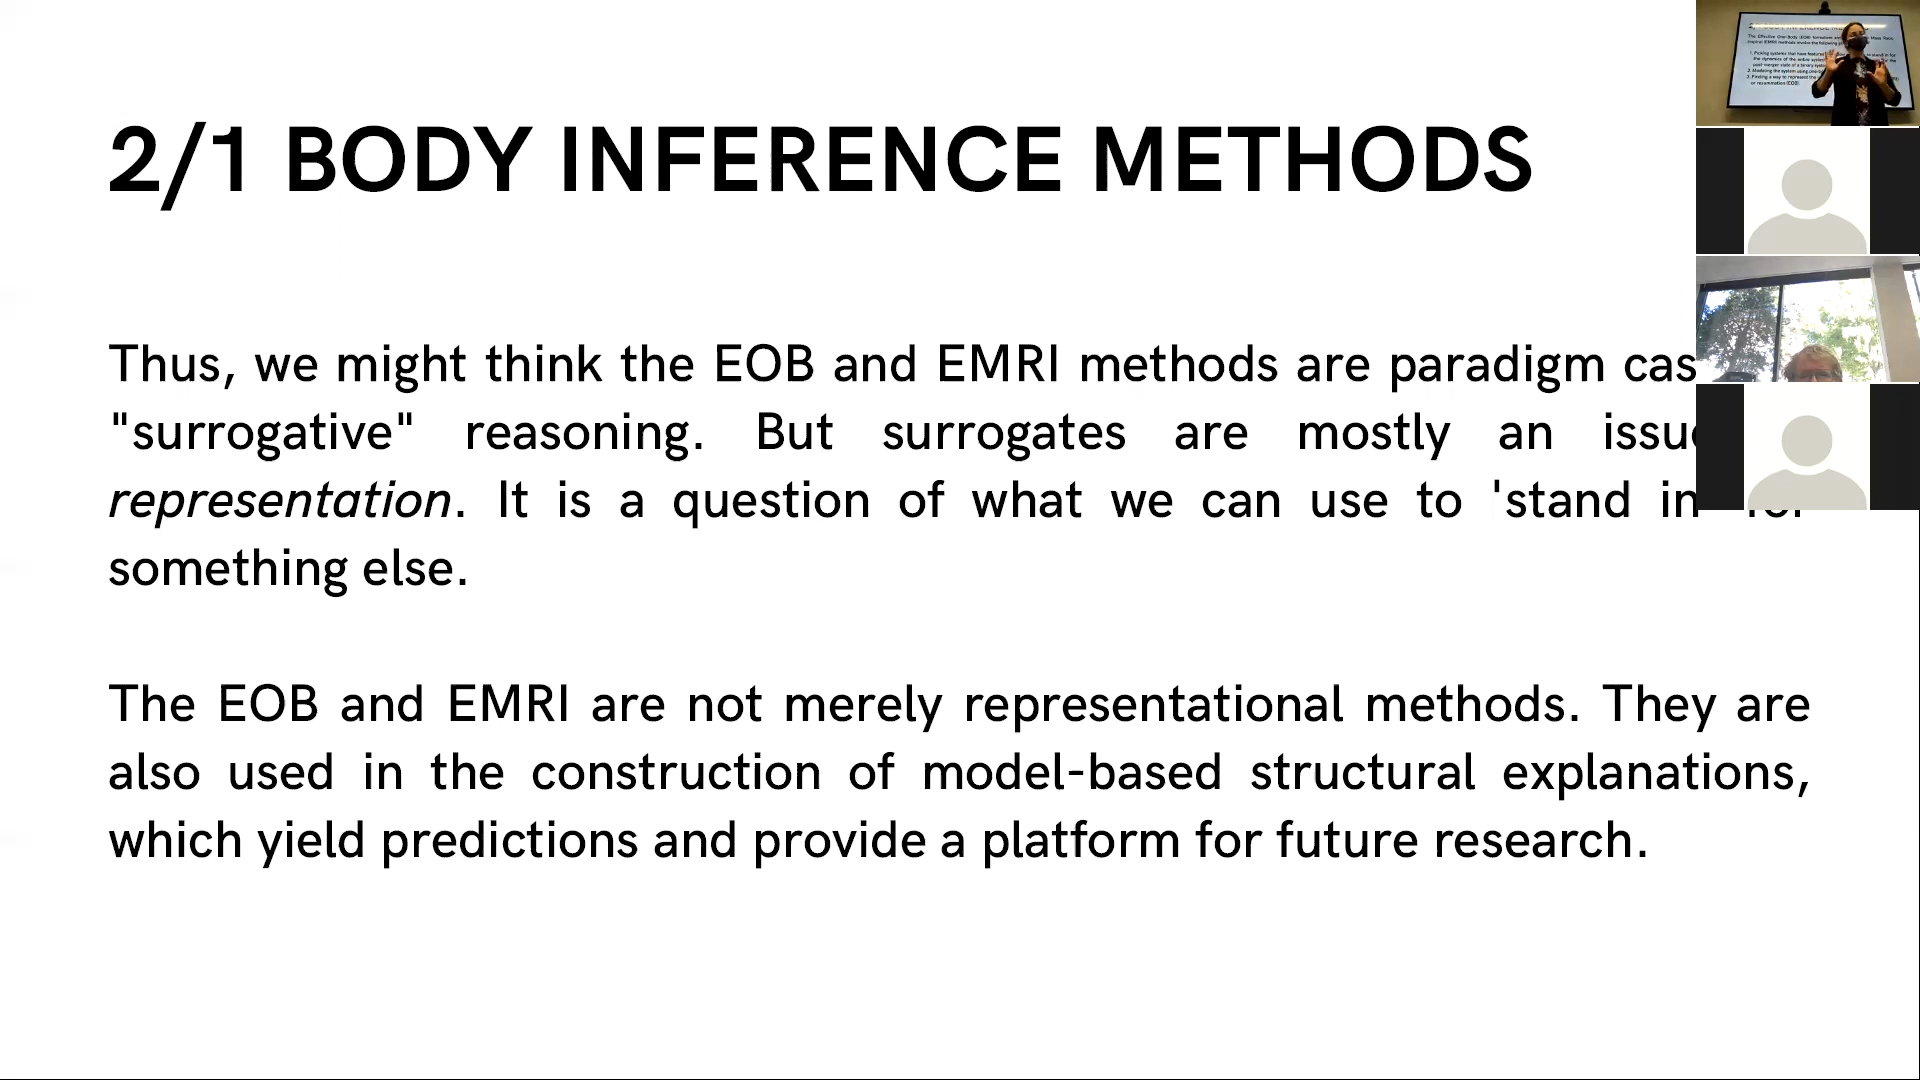 2/1 BODY INFERENCE METHODS
Thus, we might think the EOB and EMRI methods are paradigm
"surrogative" reasoning. But surrogates are mostly an
representation. It is a question of what we can use to 'stand in
something else.
The EOB and EMRI are not merely representational methods. They are
also used in the construction of model-based structural explanations,
which yield predictions and provide a platform for future research.